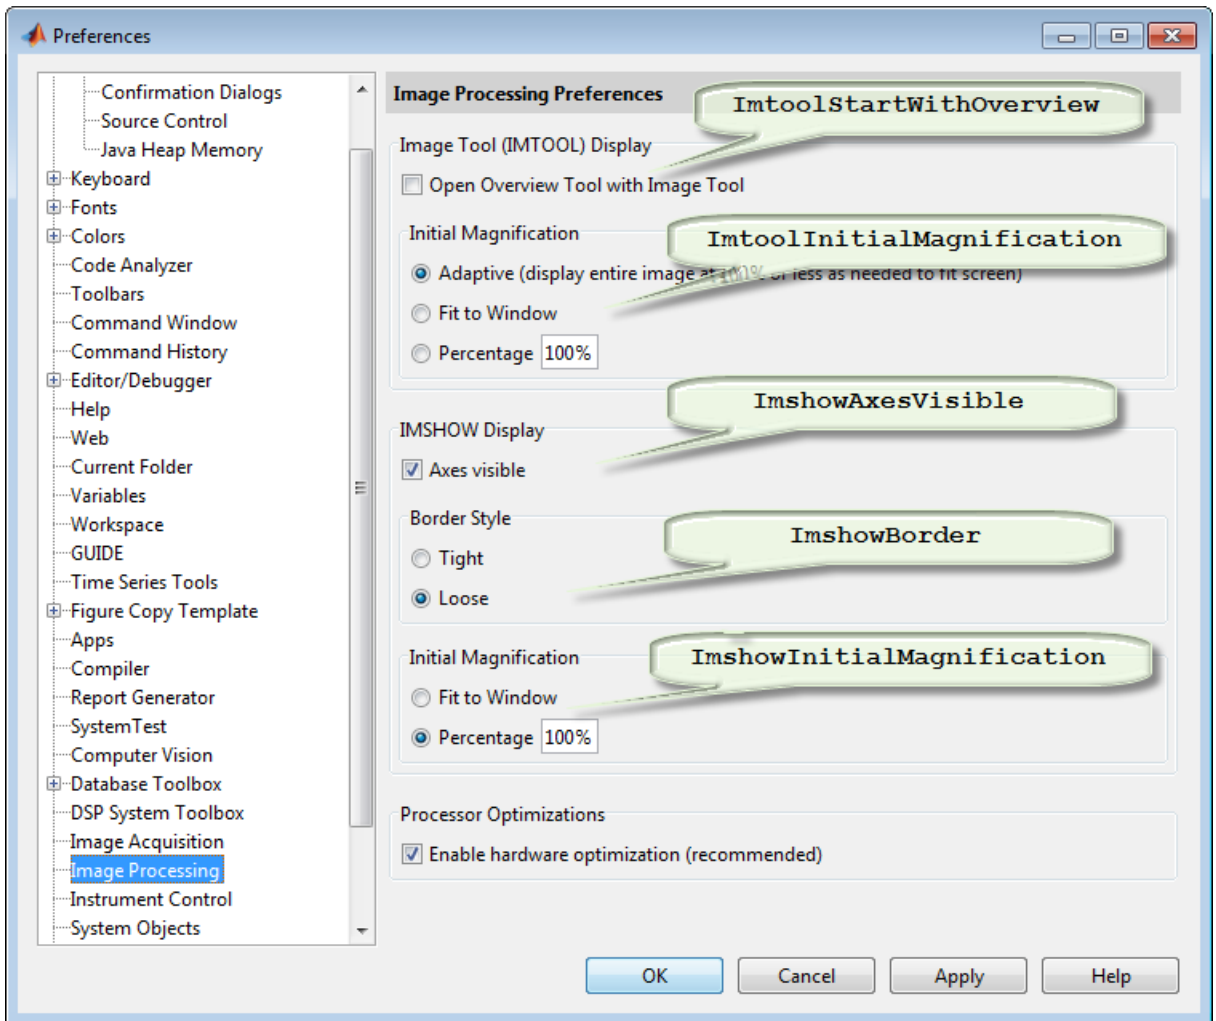 Preferences
Confirmation Dialogs
Source Control
Java Heap Memory
Keyboard
Fonts
Colors
Code Analyzer
Toolbars
Command Window
Command History
Editor/Debugger
Help
Web
Current Folder
Variables
Workspace
GUIDE
Time Series Tools
Figure Copy Template
Apps
Compiler
Report Generator
SystemTest
Computer Vision
Database Toolbox
DSP System Toolbox
Image Acquisition
Image Processing
Instrument Control
System Objects
Image Processing Preferences
ImtoolStartWithOverview
Image Tool (IMTOOL) Display
Open Overview Tool with Image Tool
Initial Magnification
ImtoolInitialMagnification
Adaptive (display entire image at 100% or less as needed to fit screen)
Fit to Window
Percentage 100%
ImshowAxesVisible
IMSHOW Display
Axes visible
Border Style
ImshowBorder
Tight
Loose
Initial Magnification
ImshowInitialMagnification
Fit to Window
Percentage 100%
Processor Optimizations
Enable hardware optimization (recommended)
OK
Cancel
Apply
Help